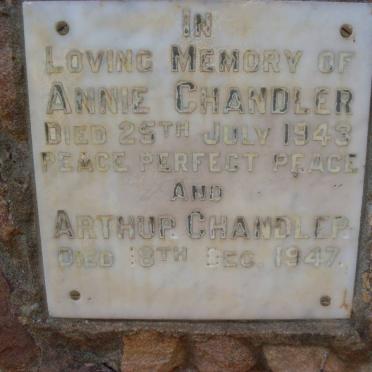 IN
LOVING MEMORY OF
ANNIE CHANDLER
DIED 25TH JULY 1943
PEACE PERFECT PEACE
AND
ARTHUR CHANDLER
DIED 18TH DEC. 1947.